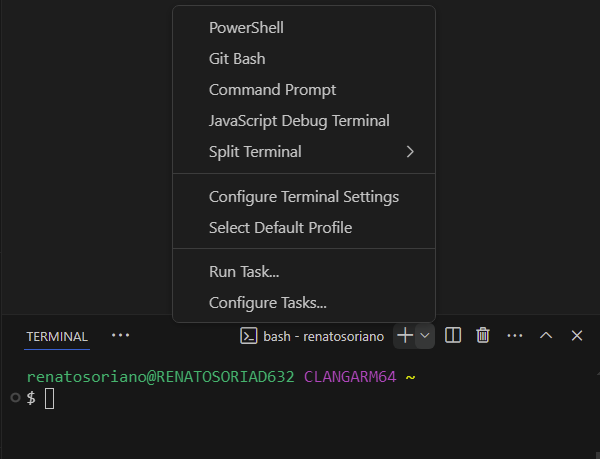 PowerShell
Git Bash
Command Prompt
JavaScript Debug Terminal
Split Terminal
Configure Terminal Settings
Select Default Profile
Run Task...
Configure Tasks...
TERMINAL
bash - renatosoriano
renatosoriano@RENATOSORIAD632 CLANGARM64 ~
$